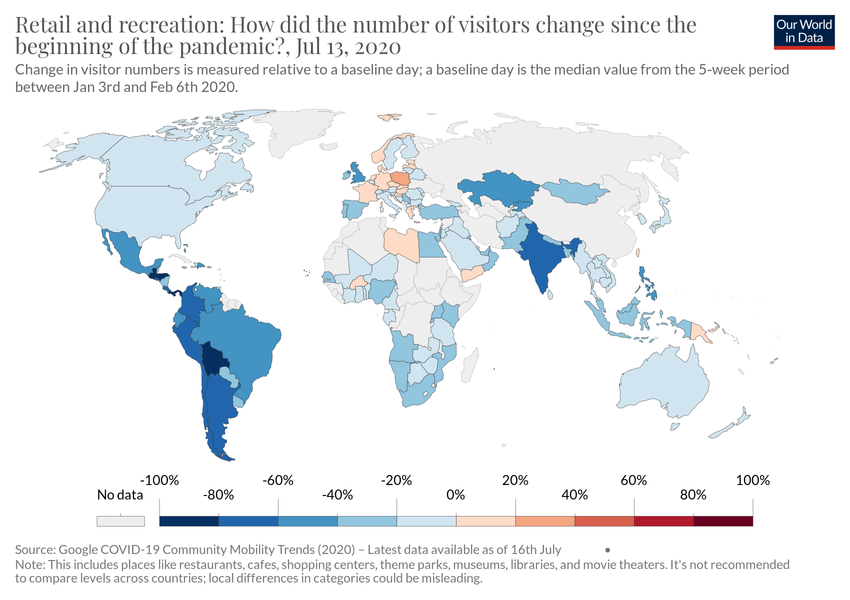 Retail and recreation: How did the number of visitors change since the
beginning of the pandemic?, Jul 13, 2020
Our World
in Data
Change in visitor numbers is measured relative to a baseline day; a baseline day is the median value from the 5-week period
between Jan 3rd and Feb 6th 2020.
-100% -60% -20% 20% 60% 100%
No data -80% -40% 0% 40% 80%
Source: Google COVID-19 Community Mobility Trends (2020) – Latest data available as of 16th July
Note: This includes places like restaurants, cafes, shopping centers, theme parks, museums, libraries, and movie theaters. It's not recommended
to compare levels across countries; local differences in categories could be misleading.